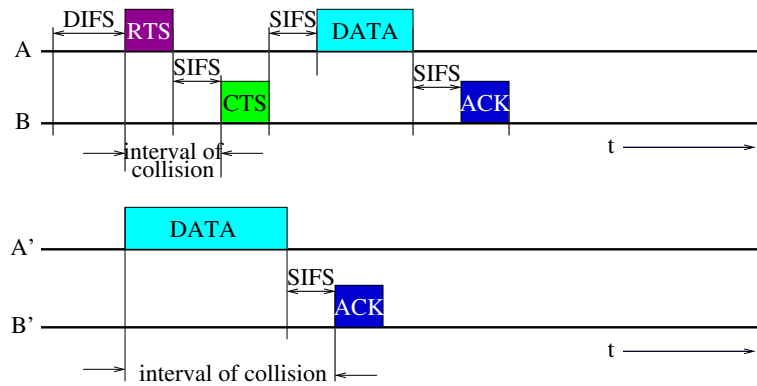 DIFS
RTS
SIFS
DATA
A
SIFS
CTS
SIFS
ACK
B
interval of
collision
t
DATA
A'
SIFS
ACK
B'
t
interval of collision